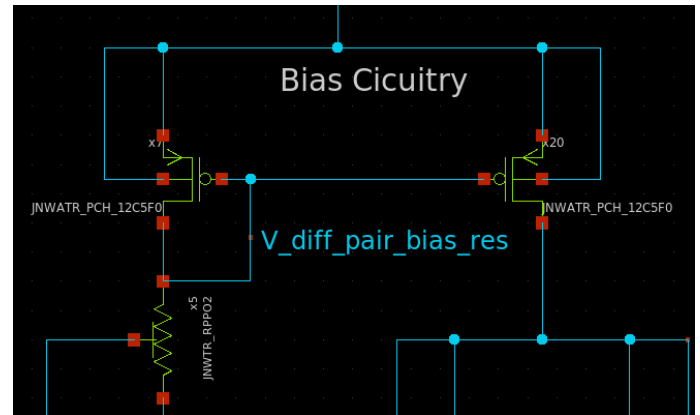 Bias Cicuitry
x7
x20
JNWATR_PCH_12C5F0
JNWATR_PCH_12C5F0
V_diff_pair_bias_res
x5
JNWTR_RPPO2